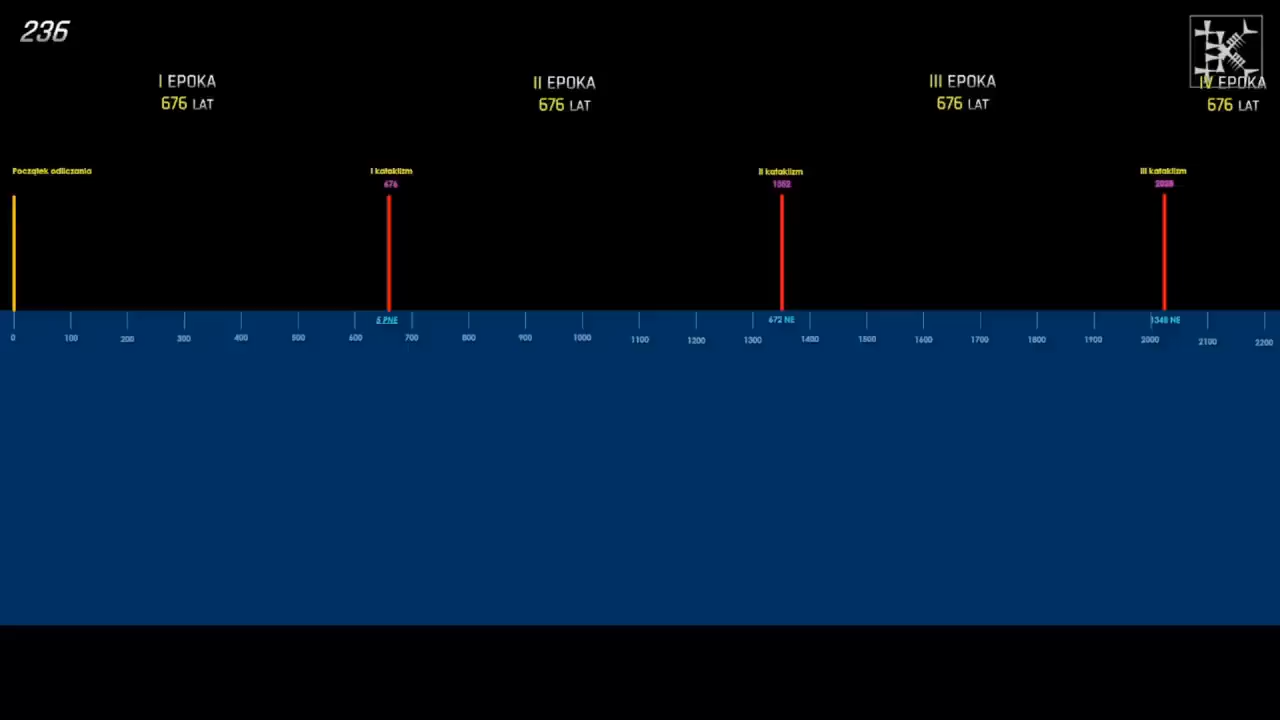 236
I EPOKA
676 LAT
II EPOKA
676 LAT
III EPOKA
676 LAT
IV EPOKA
676 LAT
Początek odliczania
I kataklizm
676
II kataklizm
1352
III kataklizm
2028
5 PNE
672 NE
1348 NE
0 100 200 300 400 500 600 700 800 900 1000 1100 1200 1300 1400 1500 1600 1700 1800 1900 2000 2100 2200